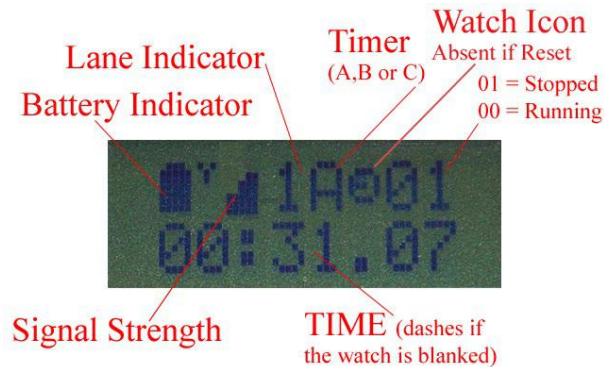 Watch Icon
Absent if Reset
01 = Stopped
00 = Running
Timer
(A,B or C)
Lane Indicator
Battery Indicator
1A 01
00:31.07
Signal Strength
TIME (dashes if
the watch is blanked)